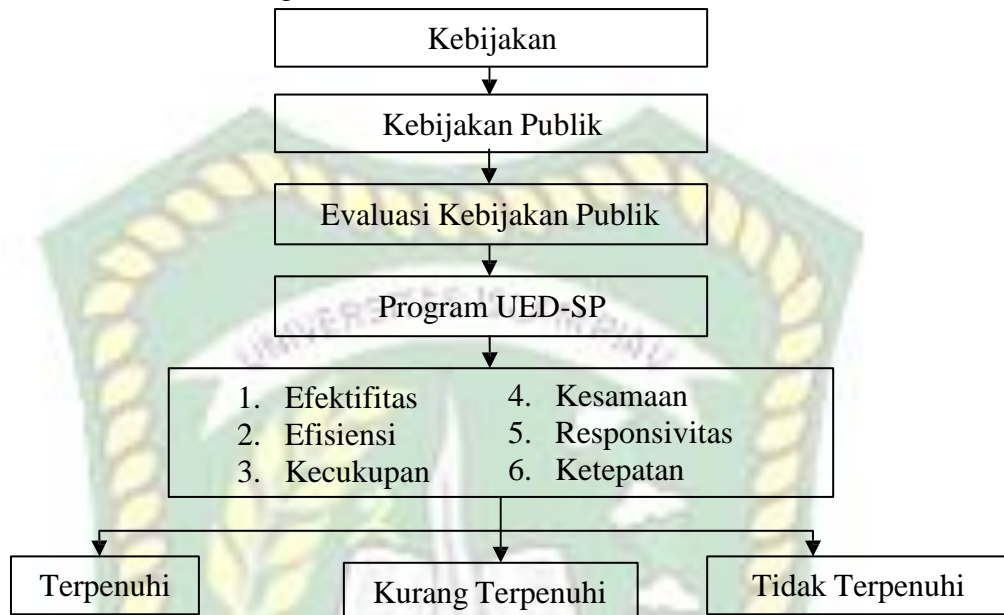 Kebijakan
Kebijakan Publik
Evaluasi Kebijakan Publik
Program UED-SP
1. Efektifitas
2. Efisiensi
3. Kecukupan
4. Kesamaan
5. Responsivitas
6. Ketepatan
Terpenuhi
Kurang Terpenuhi
Tidak Terpenuhi